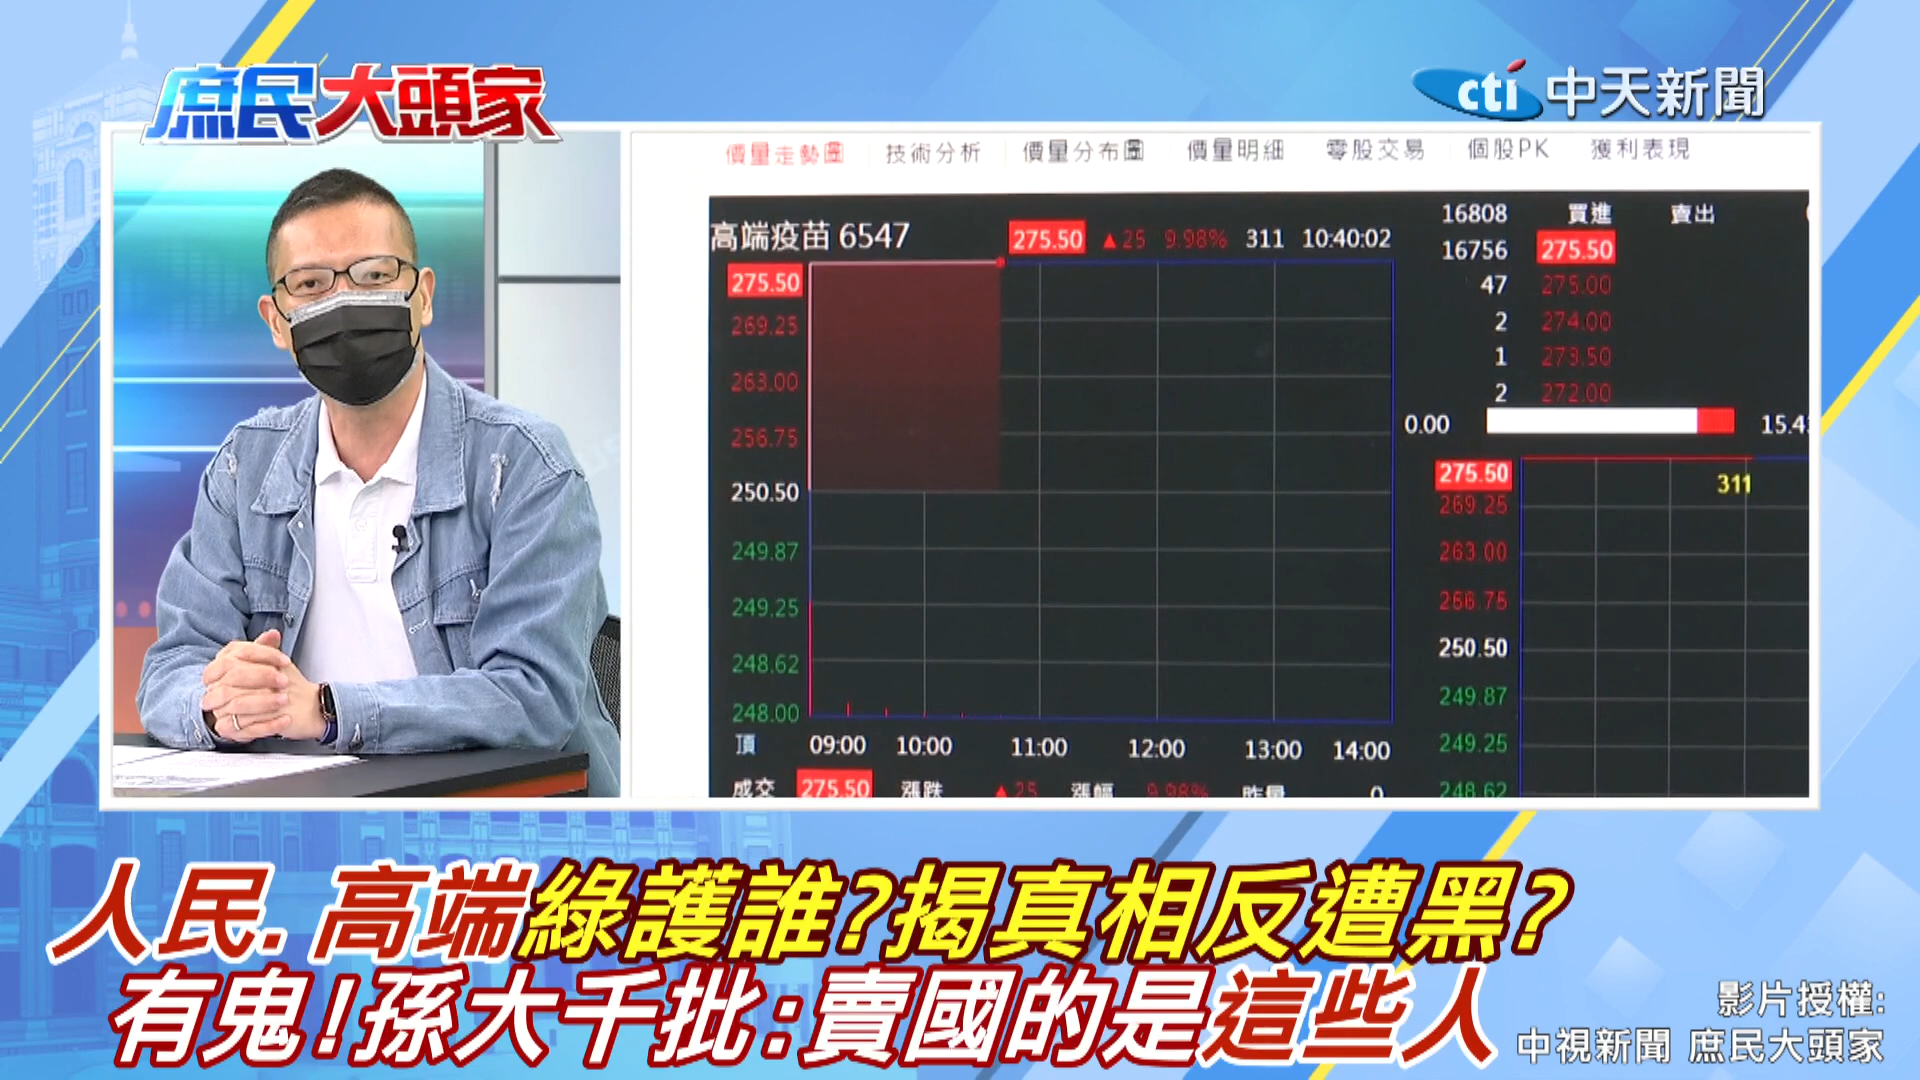 庶民大頭家
cti 中天新聞
價量走勢圖 技術分析 價量分布圖 價量明細 零股交易 個股PK 獲利表現
高端疫苗 6547 275.50 ▲25 9.98% 311 10:40:02
275.50
269.25
263.00
256.75
250.50
249.87
249.25
248.62
248.00
頂 09:00 10:00 11:00 12:00 13:00 14:00
成交 275.50 漲跌 ▲25 漲幅 9.98% 昨量 0
16808 買進 賣出
16756 275.50
47 275.00
2 274.00
1 273.50
2 272.00
0.00 15.43
275.50 311
269.25
263.00
256.75
250.50
249.87
249.25
248.62
人民.高端綠護誰?揭真相反遭黑?
有鬼!孫大千批:賣國的是這些人
影片授權:
中視新聞 庶民大頭家